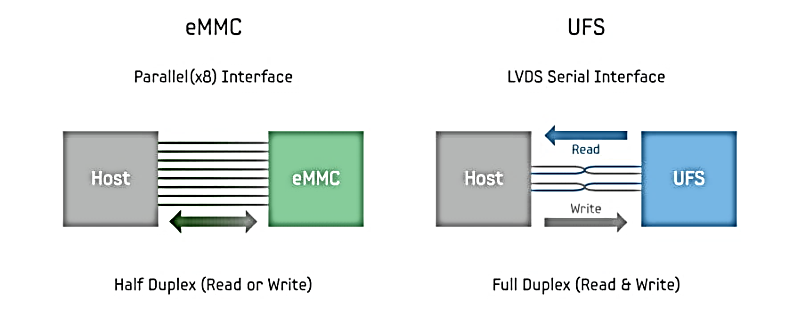 eMMC
Parallel(x8) Interface
Host
eMMC
Half Duplex (Read or Write)
UFS
LVDS Serial Interface
Read
Host
UFS
Write
Full Duplex (Read & Write)